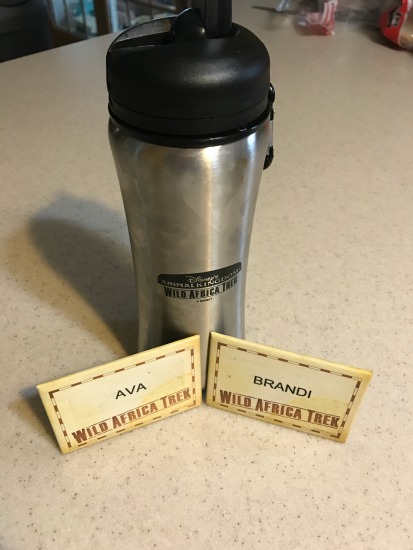 Disney's
ANIMAL KINGDOM
WILD AFRICA TREK
AVA
WILD AFRICA TREK
BRANDI
WILD AFRICA TREK